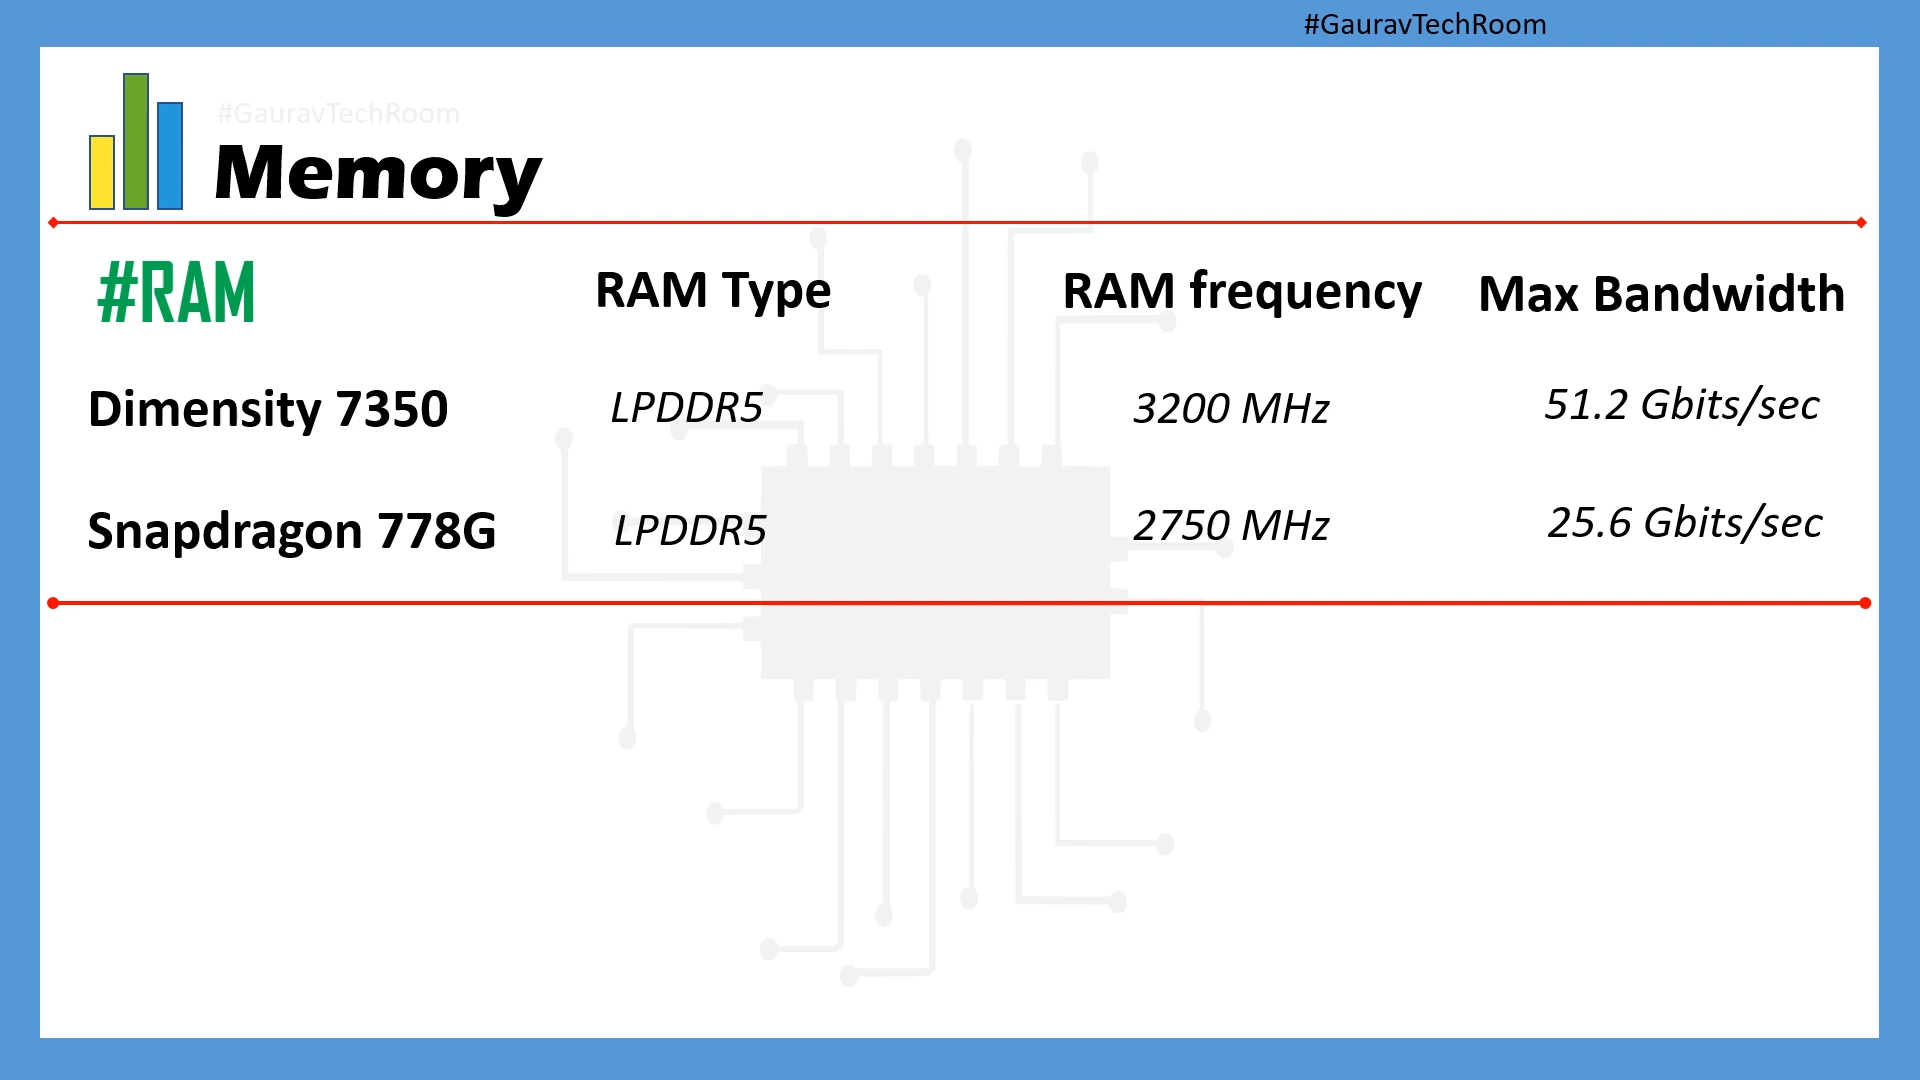 #GauravTechRoom
#GauravTechRoom
Memory
#RAM RAM Type RAM frequency Max Bandwidth
Dimensity 7350 LPDDR5 3200 MHz 51.2 Gbits/sec
Snapdragon 778G LPDDR5 2750 MHz 25.6 Gbits/sec